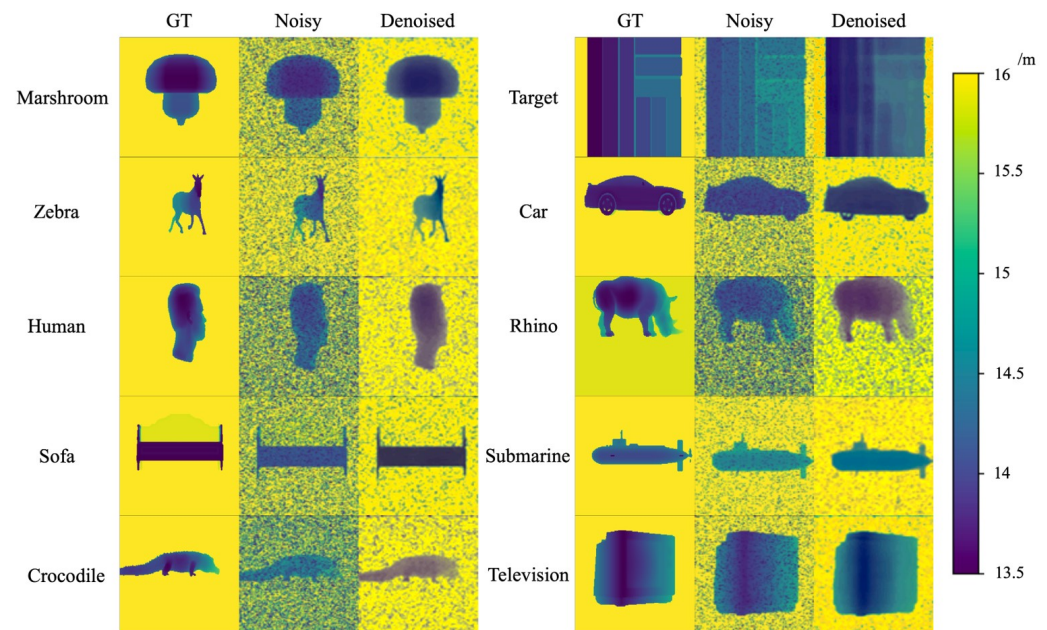 GT Noisy Denoised
Marshroom
Zebra
Human
Sofa
Crocodile
GT Noisy Denoised
Target
Car
Rhino
Submarine
Television
/m
16
15.5
15
14.5
14
13.5